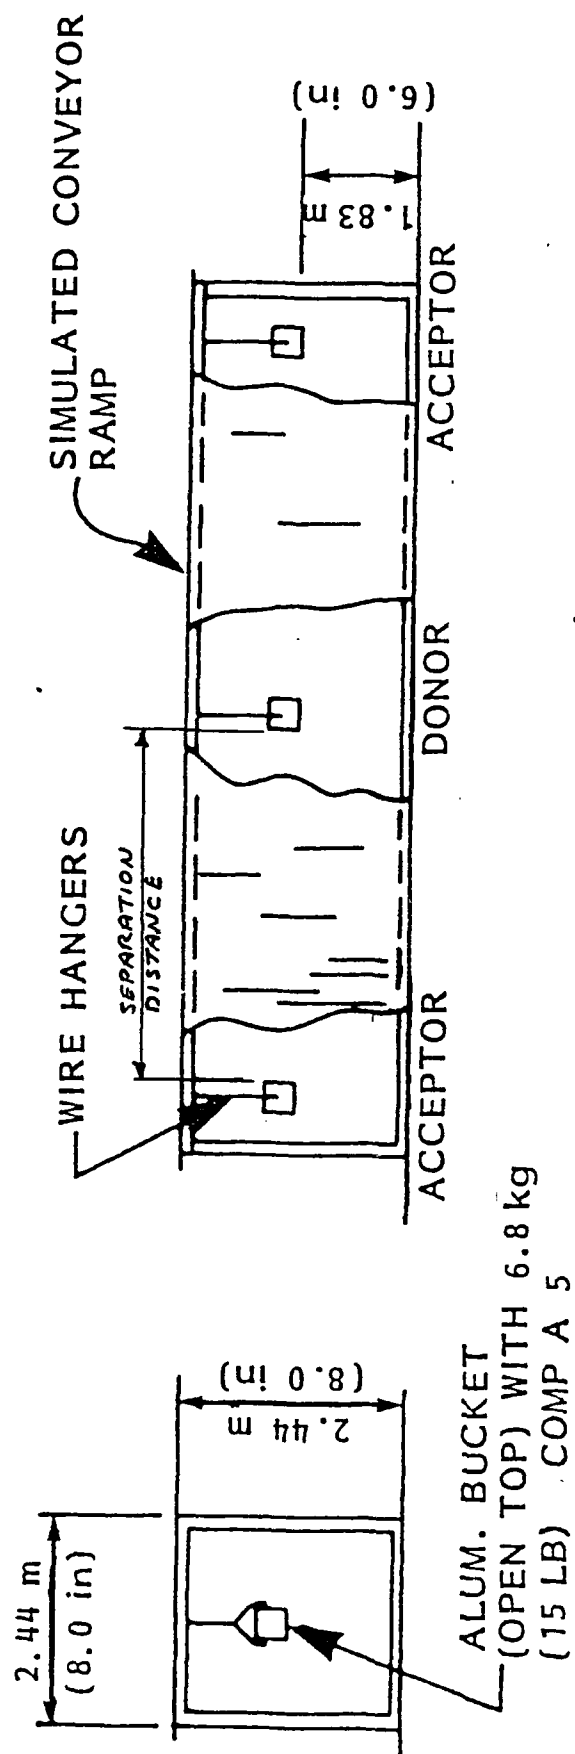 2.44 m
(8.0 in)
2.44 m
(8.0 in)
ALUM. BUCKET
(OPEN TOP) WITH 6.8 kg
(15 LB) COMP A 5
WIRE HANGERS
SEPARATION
DISTANCE
SIMULATED CONVEYOR
RAMP
1.83 m
(6.0 in)
ACCEPTOR
DONOR
ACCEPTOR